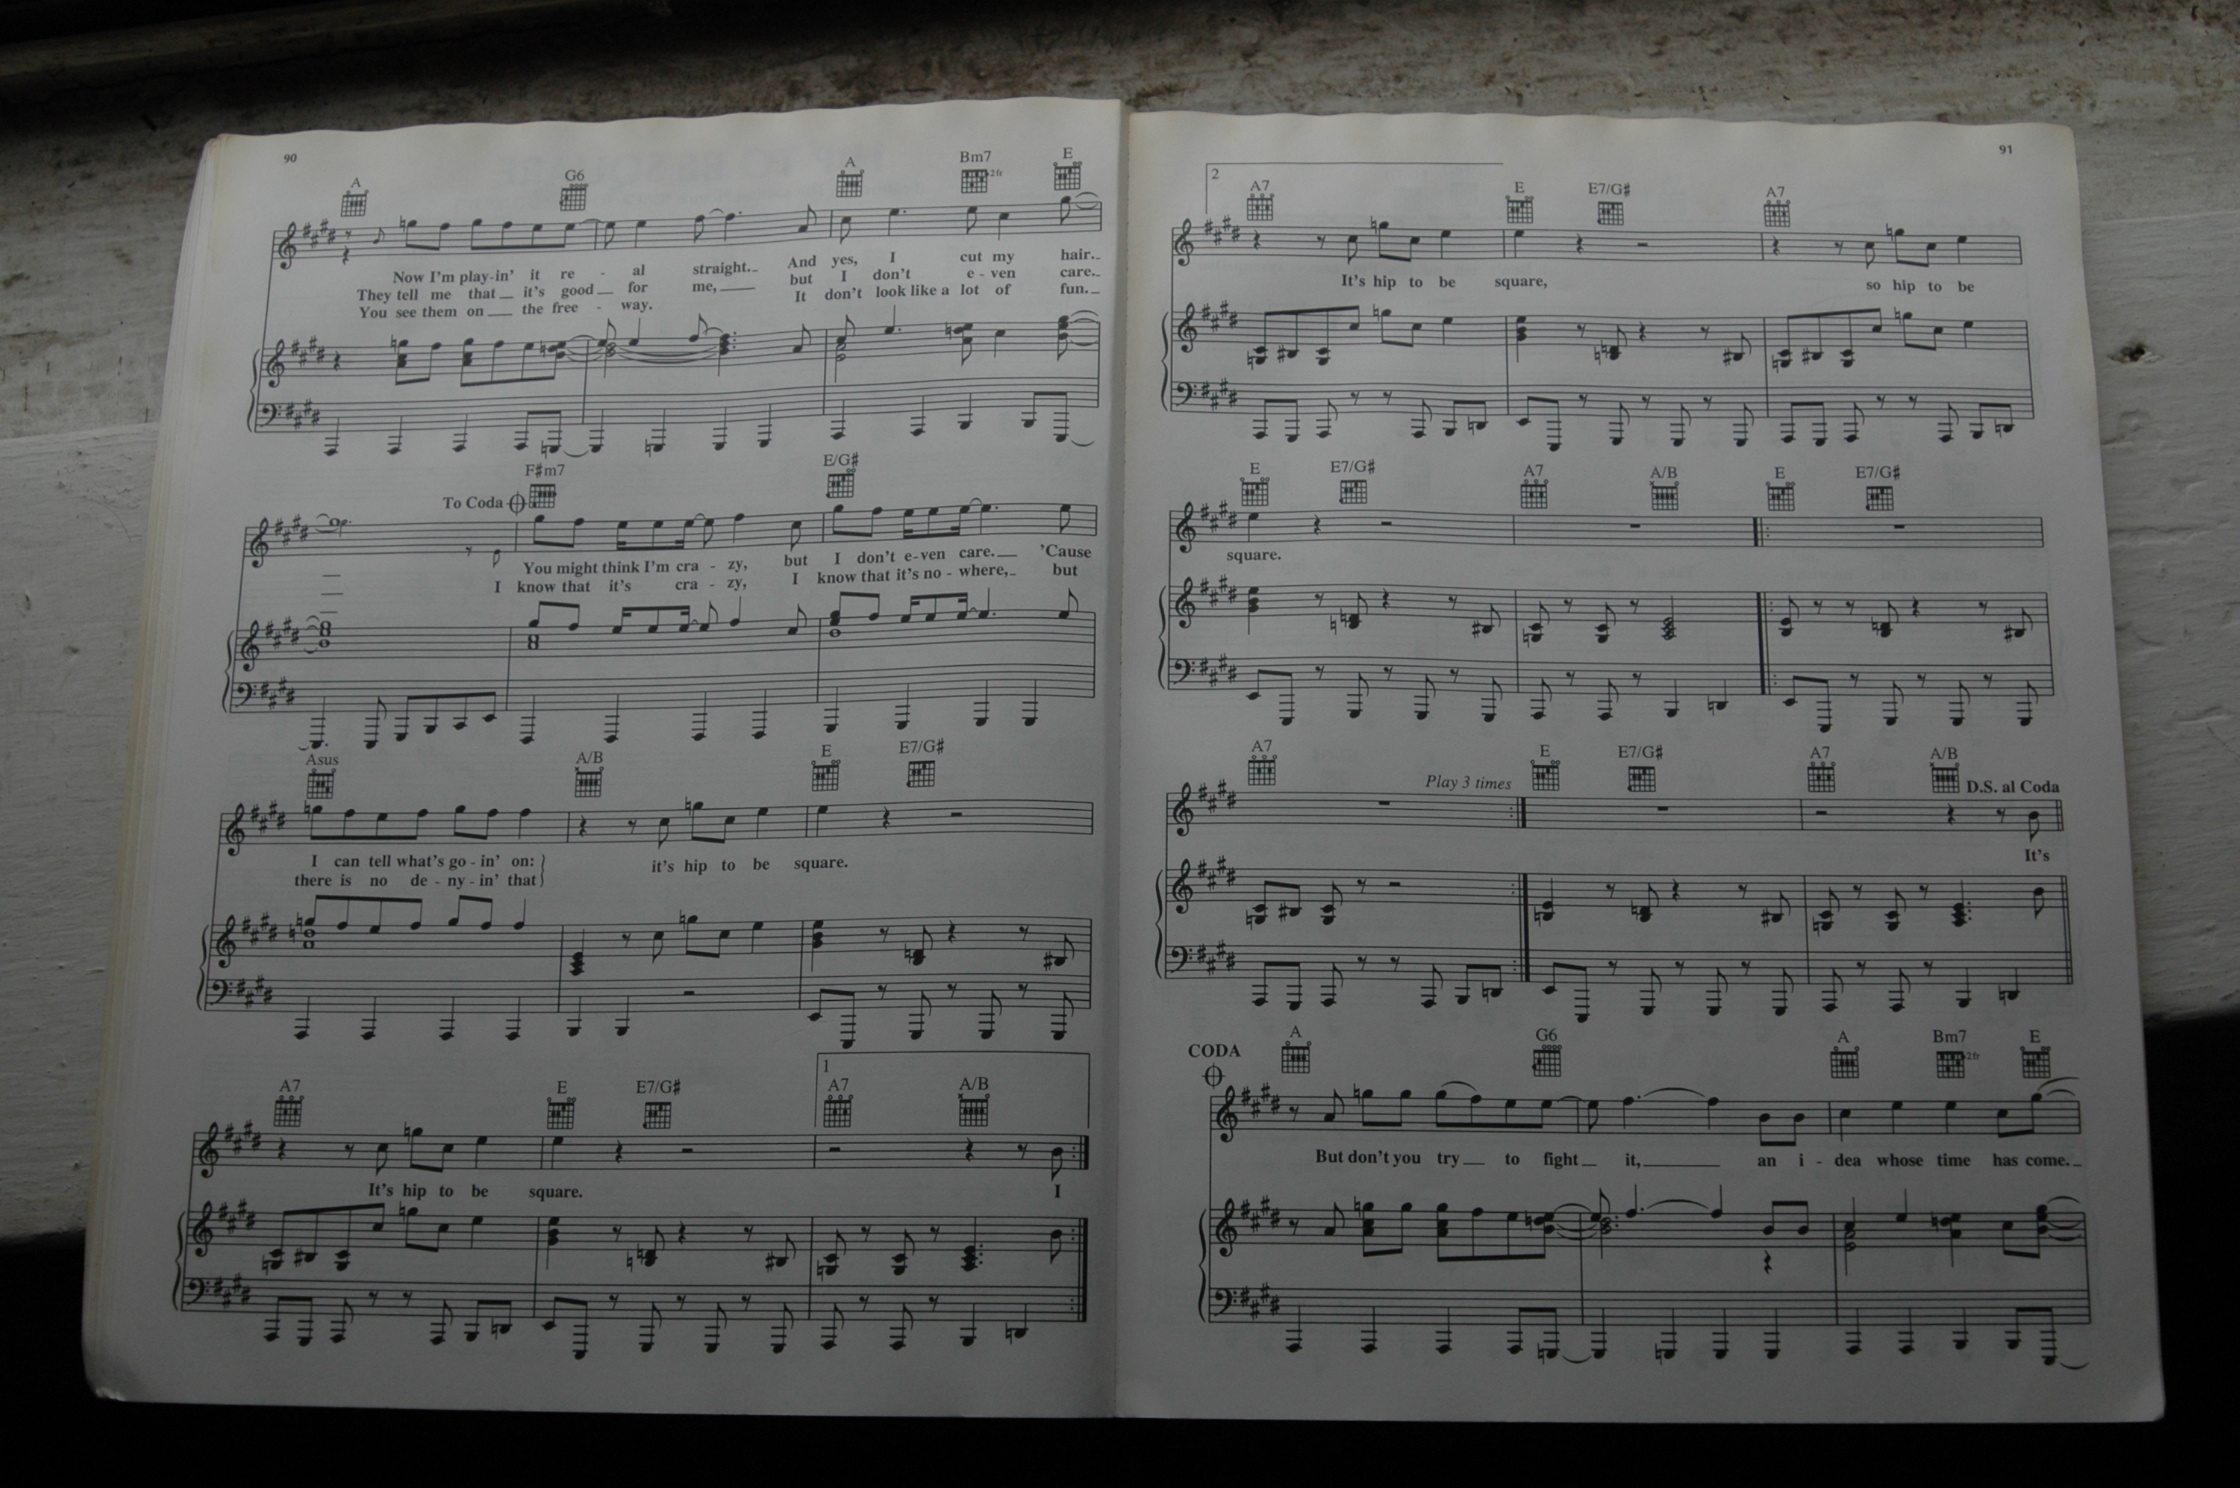 90
A G6 A Bm7 E
2fr
Now I'm play-in' it re - al straight. And yes, I cut my hair.
They tell me that it's good for me, but I don't e - ven care.
You see them on the free - way. It don't look like a lot of fun.
To Coda F#m7 E/G#
You might think I'm cra - zy, but I don't e-ven care. 'Cause
I know that it's cra - zy, I know that it's no - where, but
Asus A/B E E7/G#
I can tell what's go - in' on: it's hip to be square.
there is no de - ny - in' that
1
A7 E E7/G# A7 A/B
It's hip to be square. I
91
2
A7 E E7/G# A7
It's hip to be square, so hip to be
E E7/G# A7 A/B E E7/G#
square.
A7 Play 3 times E E7/G# A7 A/B D.S. al Coda
It's
CODA A G6 A Bm7 E
2fr
But don't you try to fight it, an i - dea whose time has come.